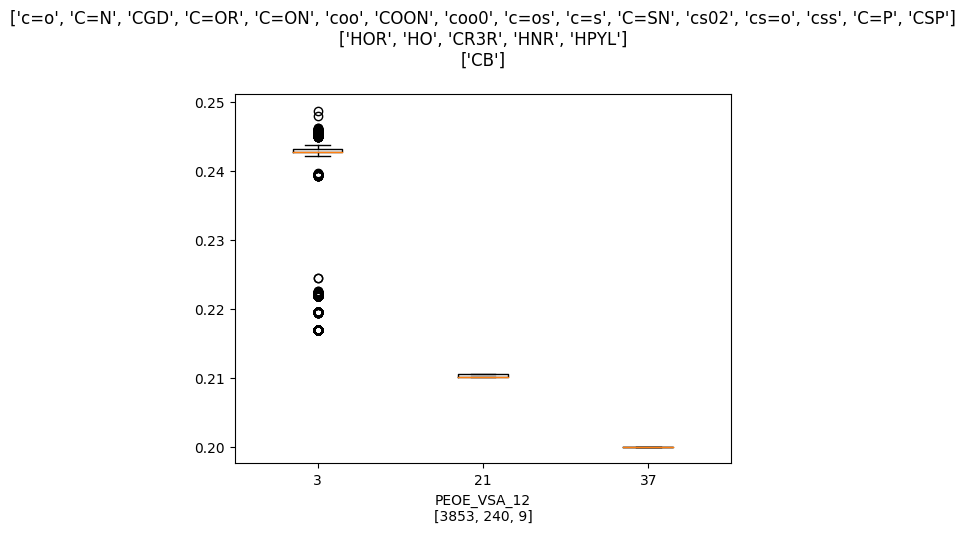 ['c=o', 'C=N', 'CGD', 'C=OR', 'C=ON', 'coo', 'COON', 'coo0', 'c=os', 'c=s', 'C=SN', 'cs02', 'cs=o', 'css', 'C=P', 'CSP']
['HOR', 'HO', 'CR3R', 'HNR', 'HPYL']
['CB']
0.25
0.24
0.23
0.22
0.21
0.20
3 21 37
PEOE_VSA_12
[3853, 240, 9]